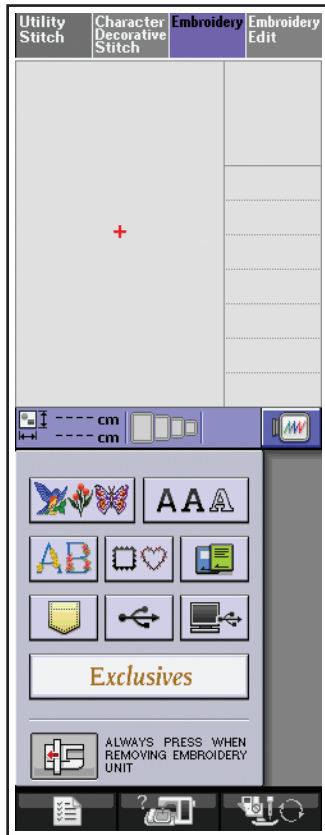 Utility Stitch
Character Decorative Stitch
Embroidery
Embroidery Edit
---- cm
---- cm
AAA
AB
Exclusives
ALWAYS PRESS WHEN
REMOVING EMBROIDERY
UNIT
?